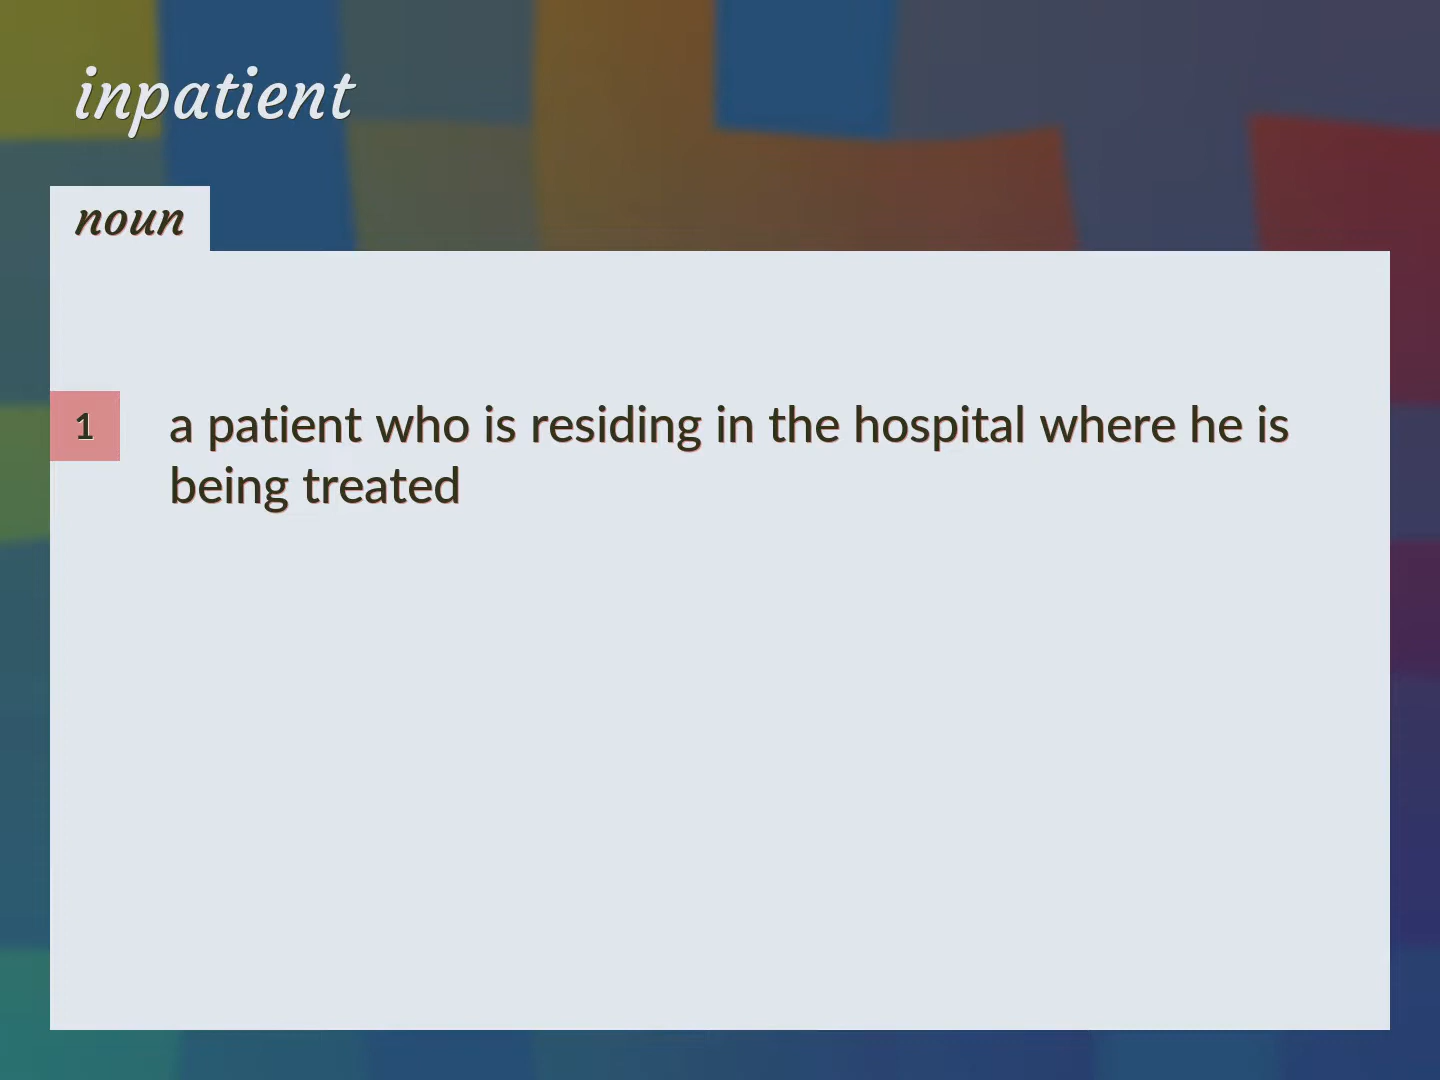 inpatient
noun
1 a patient who is residing in the hospital where he is
being treated